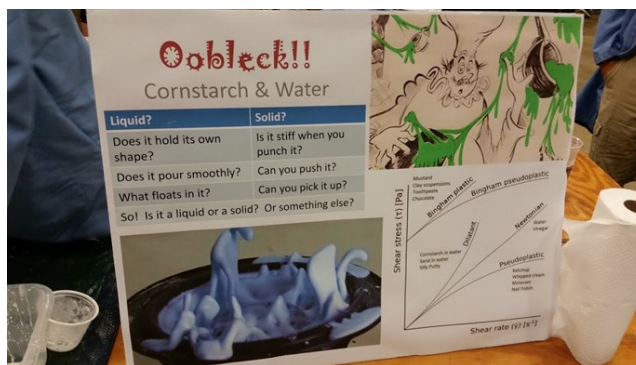 Oobleck!!
Cornstarch & Water
Liquid?
Solid?
Does it hold its own
shape?
Is it stiff when you
punch it?
Does it pour smoothly?
Can you push it?
What floats in it?
Can you pick it up?
So! Is it a liquid or a solid? Or something else?
Shear stress (τ) [Pa]
Mustard
Clay suspensions
Toothpaste
Chocolate
Bingham plastic
Bingham pseudoplastic
Dilatant
Cornstarch in water
Sand in water
Silly Putty
Newtonian
Water
Vinegar
Pseudoplastic
Ketchup
Whipped cream
Molasses
Nail Polish
Shear rate (γ) [s⁻¹]